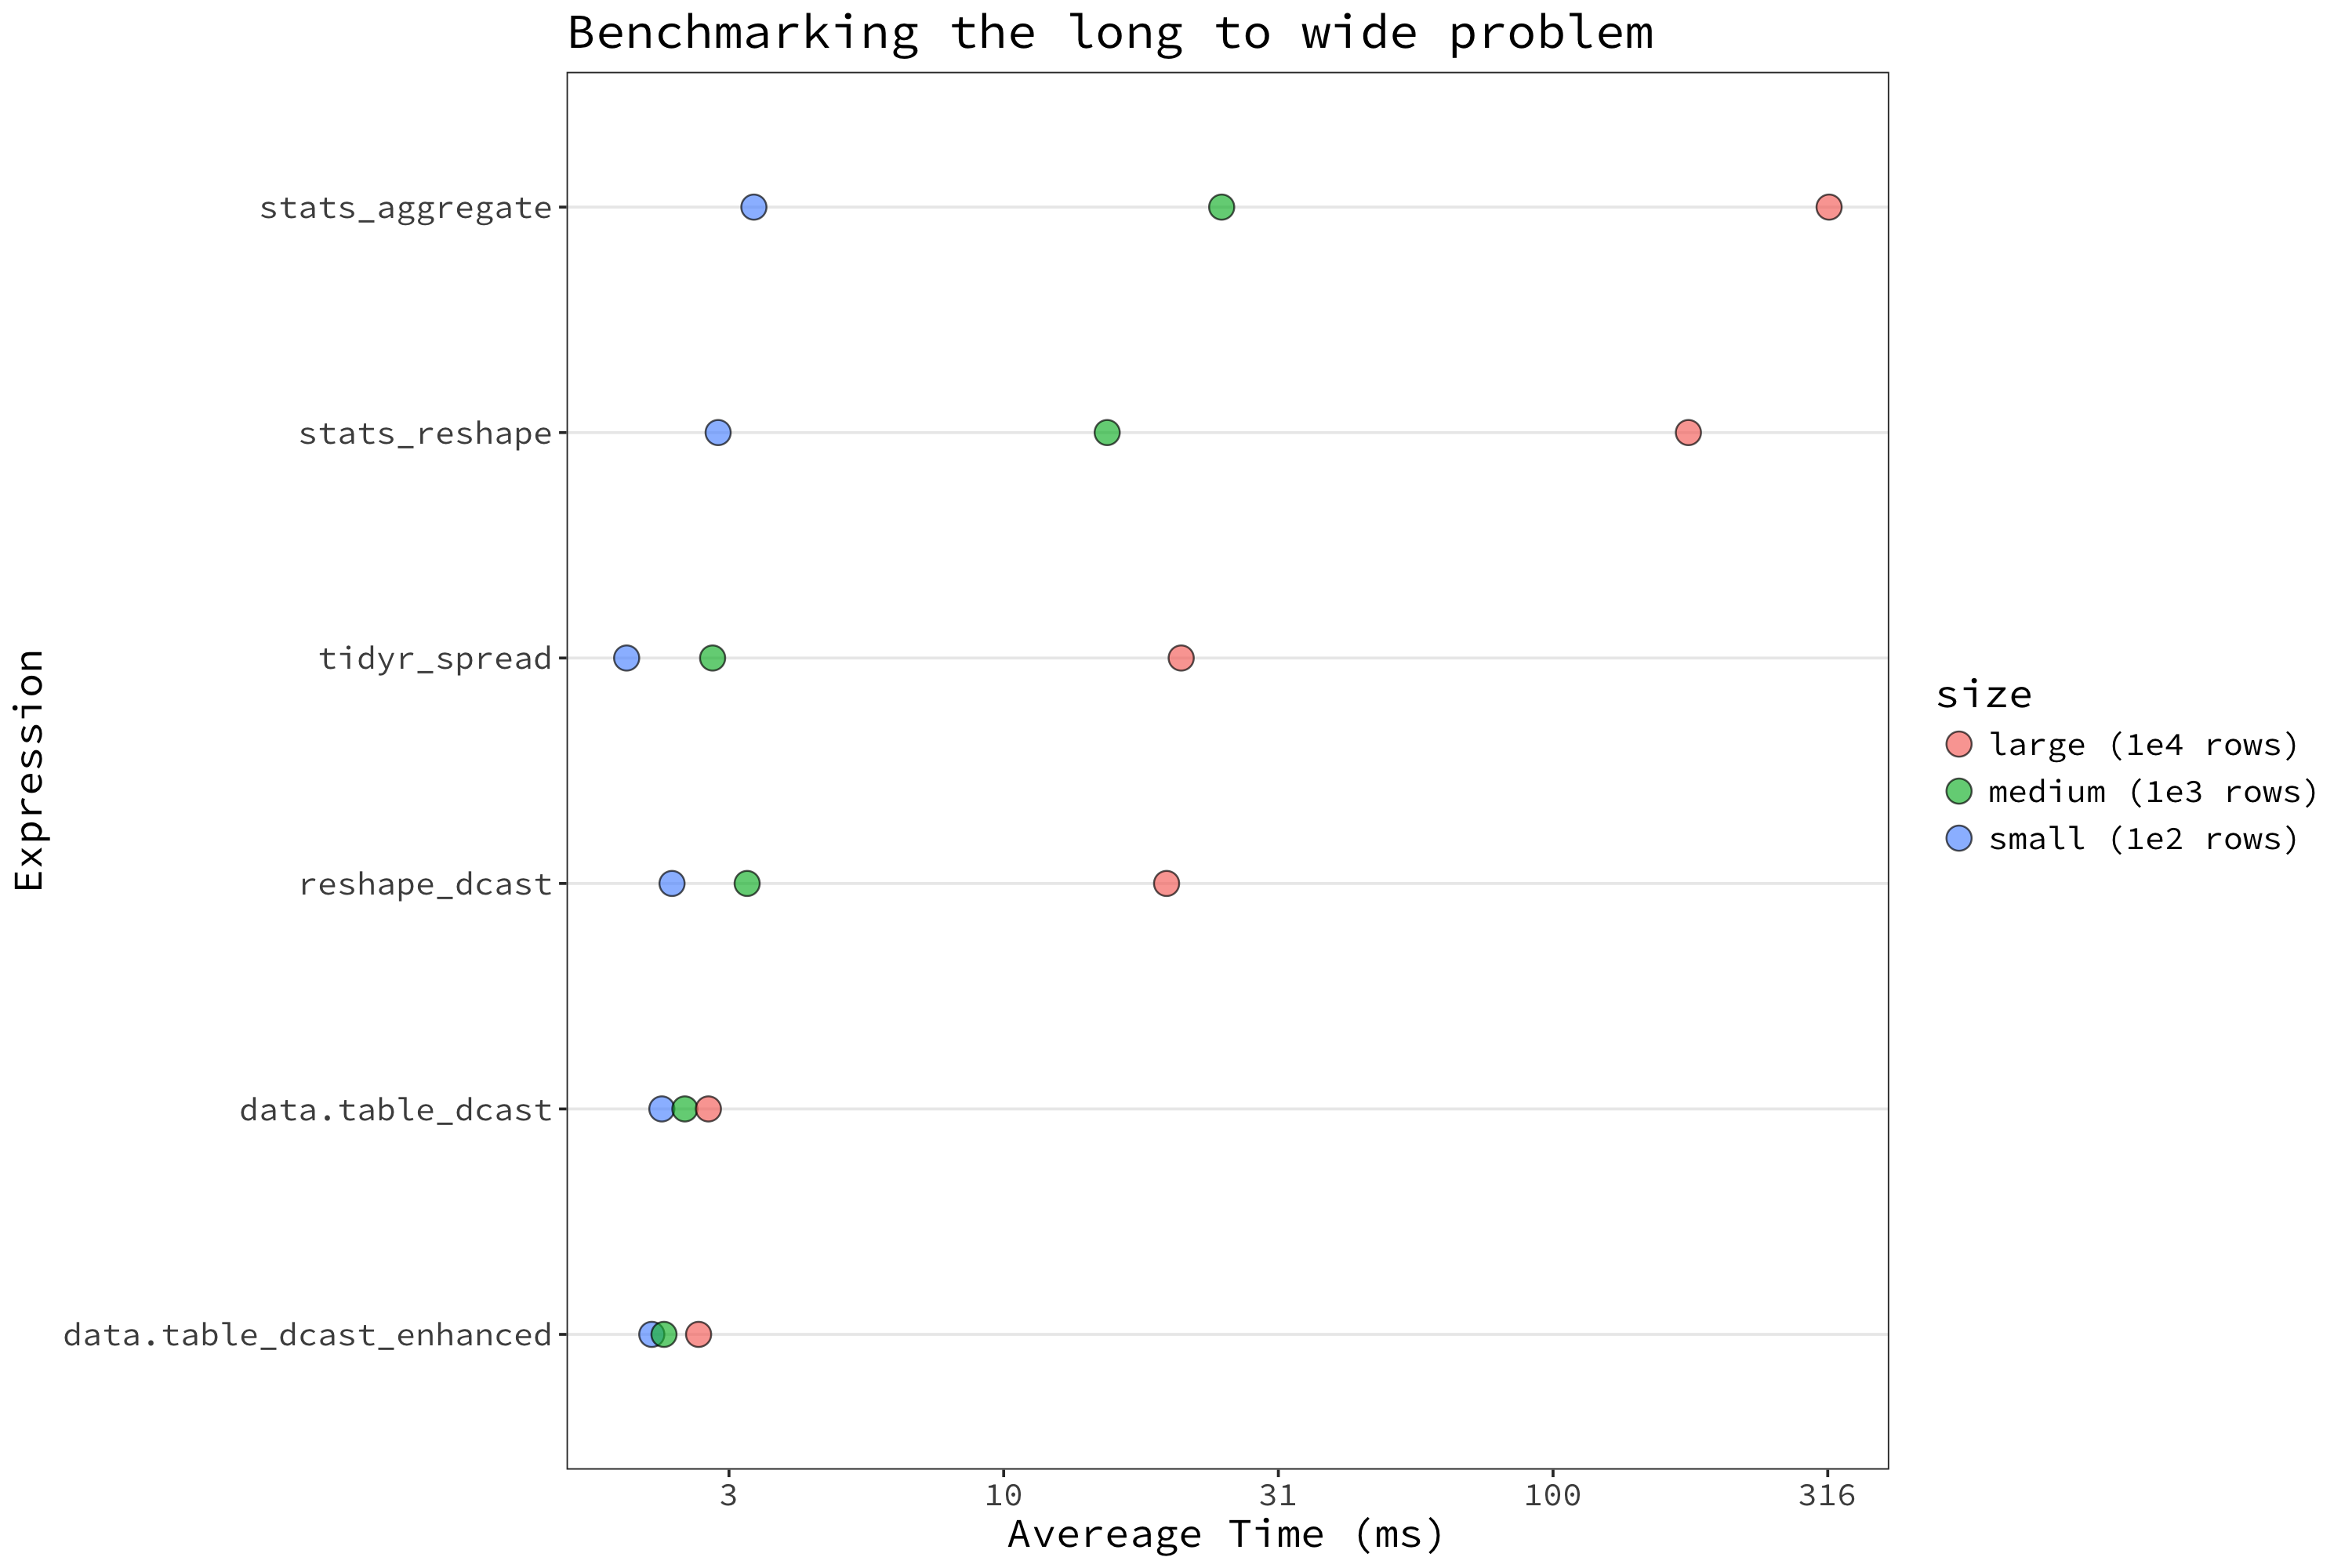 Benchmarking the long to wide problem
stats_aggregate
stats_reshape
tidyr_spread
reshape_dcast
data.table_dcast
data.table_dcast_enhanced
Expression
3
10
31
100
316
Avereage Time (ms)
size
large (1e4 rows)
medium (1e3 rows)
small (1e2 rows)